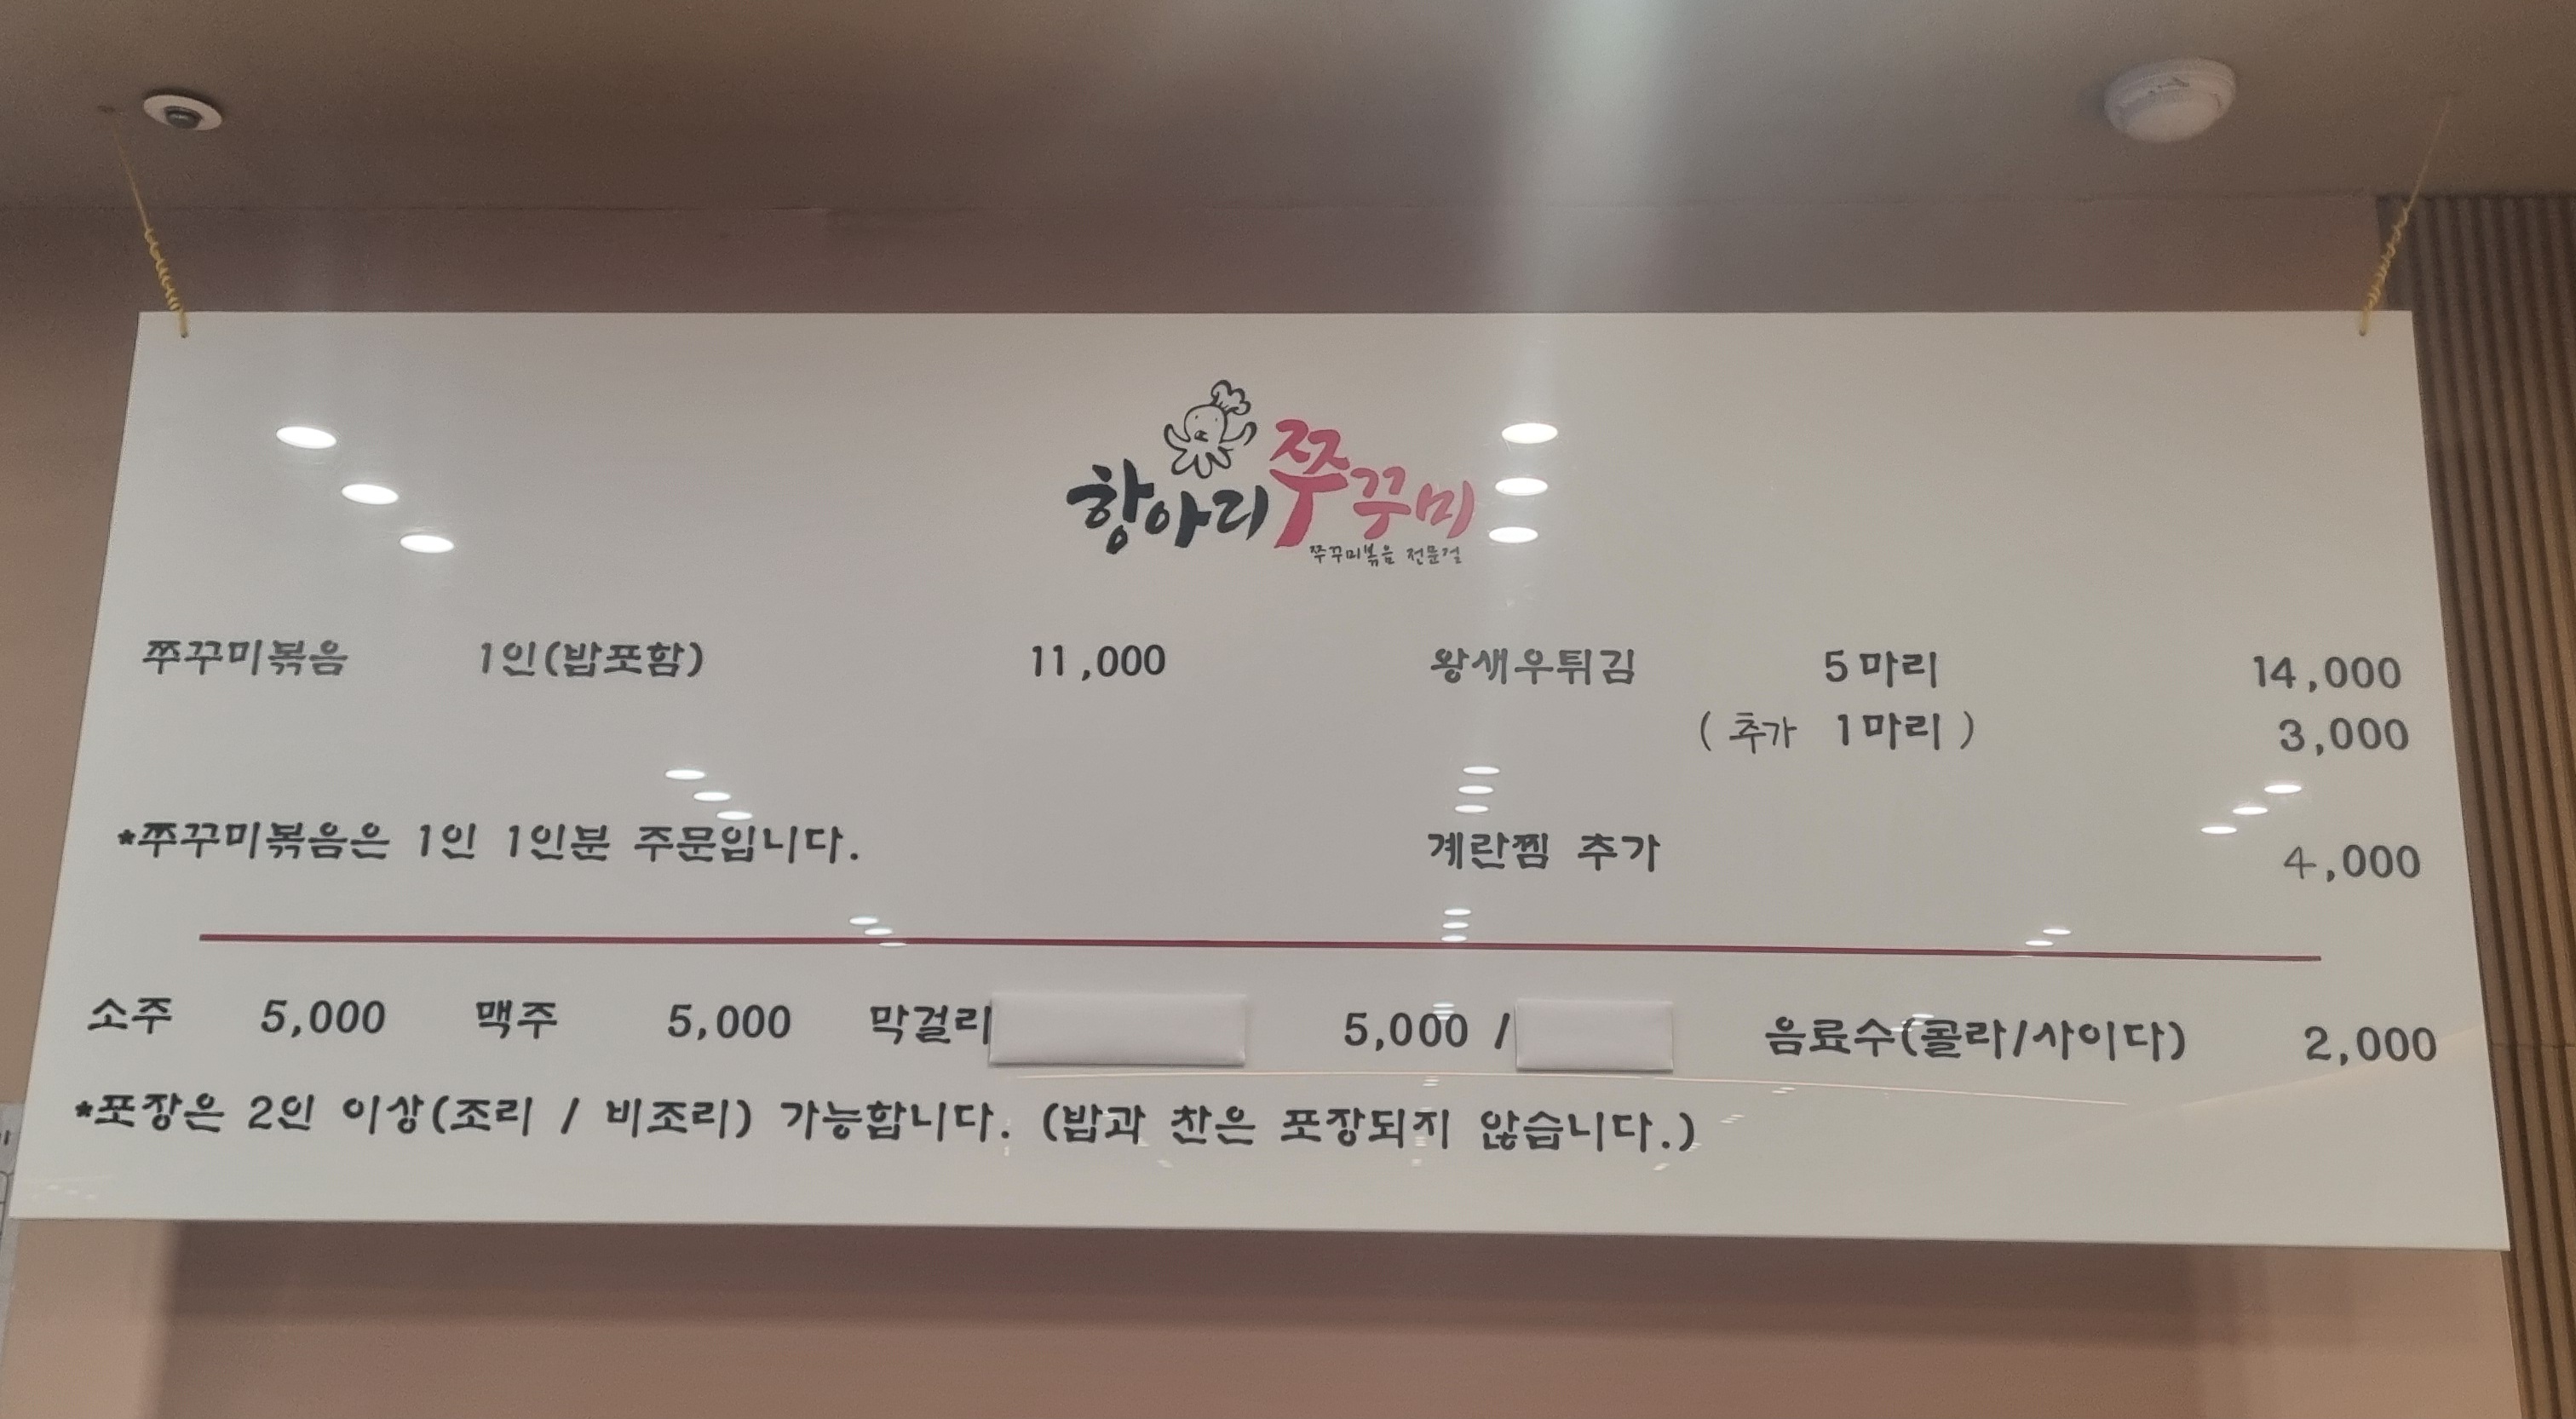 항아리쭈꾸미
쭈꾸미볶음 전문점
쭈꾸미볶음 1인(밥포함) 11,000 왕새우튀김 5마리 14,000
( 추가 1마리 ) 3,000
*쭈꾸미볶음은 1인 1인분 주문입니다. 계란찜 추가 4,000
소주 5,000 맥주 5,000 막걸리 5,000 / 음료수(콜라/사이다) 2,000
*포장은 2인 이상(조리 / 비조리) 가능합니다. (밥과 찬은 포장되지 않습니다.)